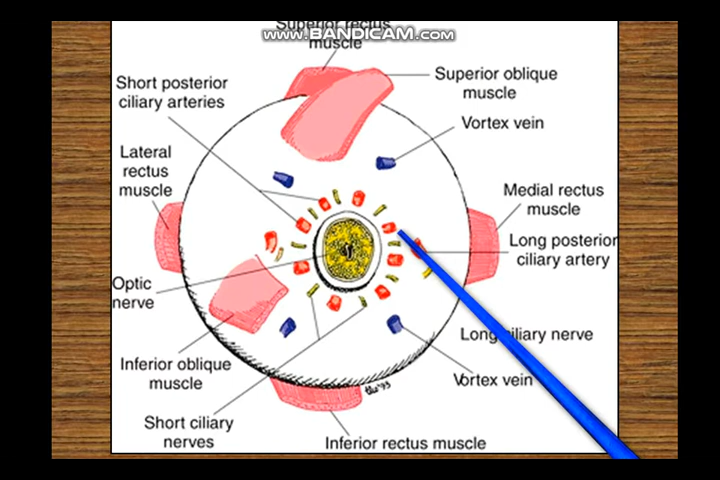 Superior rectus
muscle
www.BANDICAM.com
Short posterior
ciliary arteries
Superior oblique
muscle
Vortex vein
Lateral
rectus
muscle
Medial rectus
muscle
Long posterior
ciliary artery
Optic
nerve
Long ciliary nerve
Inferior oblique
muscle
Vortex vein
Short ciliary
nerves
Inferior rectus muscle